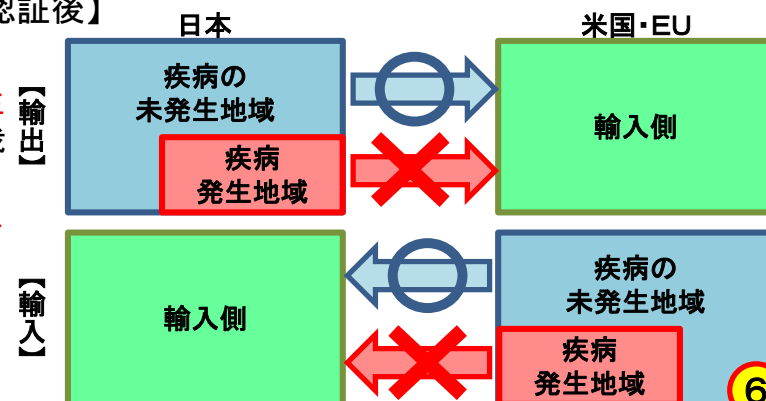 認証後】
日本
米国・EU
【輸出】
疾病の
未発生地域
疾病
発生地域
輸入側
【輸入】
輸入側
疾病の
未発生地域
疾病
発生地域
6